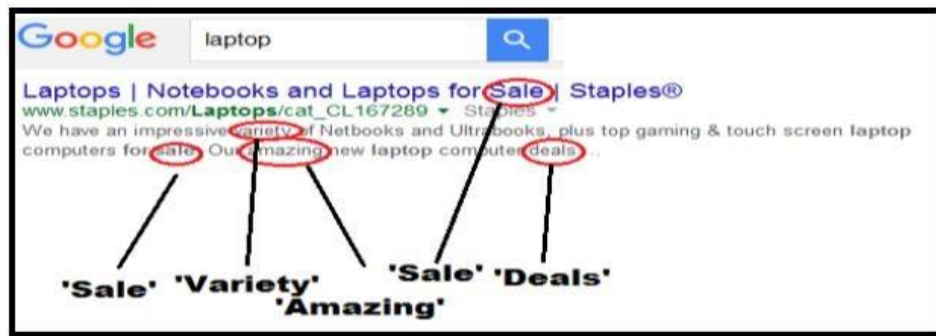 Google laptop
Laptops | Notebooks and Laptops for Sale | Staples®
www.staples.com/Laptops/cat_CL167289 Staples
We have an impressive variety of Netbooks and Ultrabooks, plus top gaming & touch screen laptop
computers for sale. Our amazing new laptop computer deals ...
'Sale' 'Variety' 'Amazing' 'Sale' 'Deals'